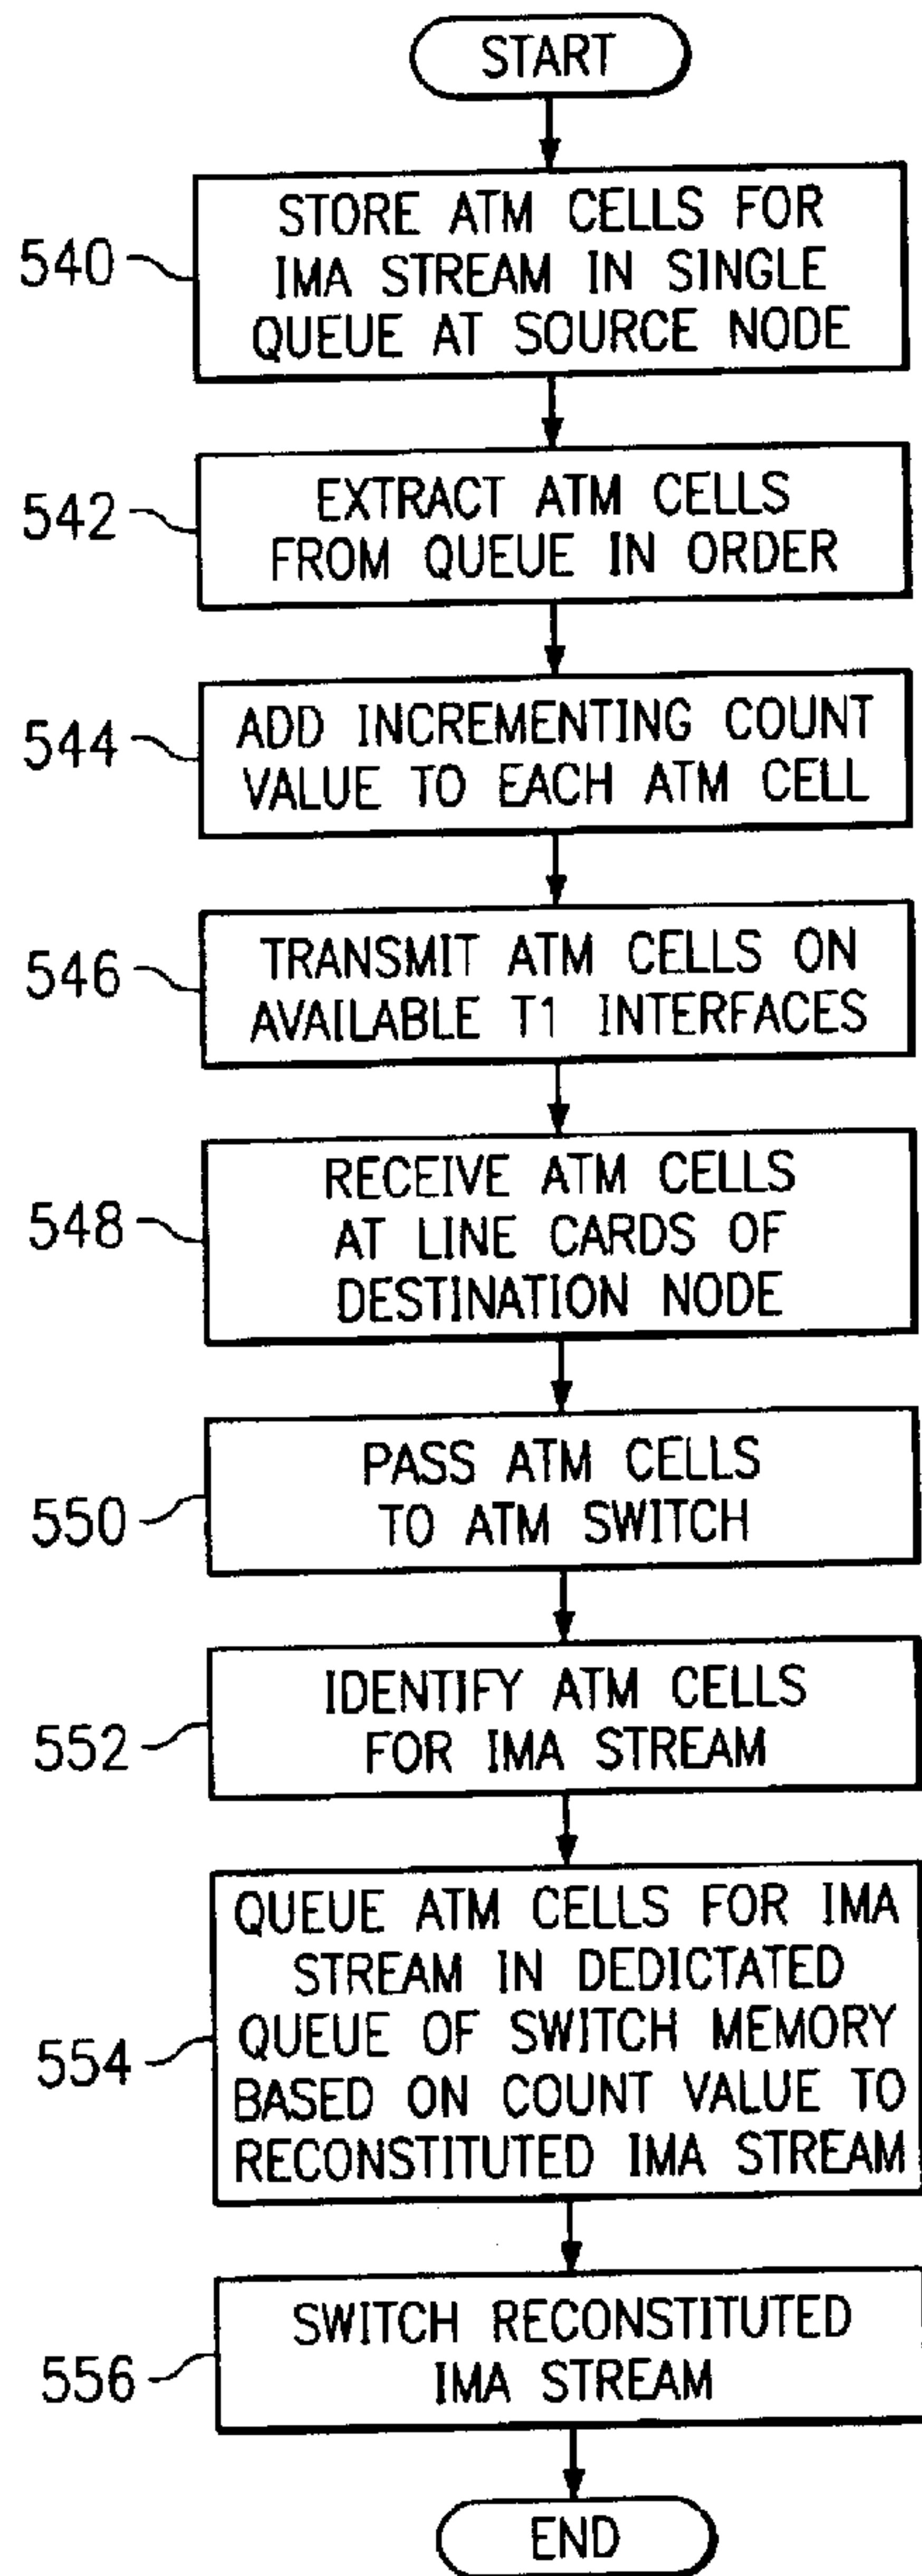 START
540
STORE ATM CELLS FOR
IMA STREAM IN SINGLE
QUEUE AT SOURCE NODE
542
EXTRACT ATM CELLS
FROM QUEUE IN ORDER
544
ADD INCREMENTING COUNT
VALUE TO EACH ATM CELL
546
TRANSMIT ATM CELLS ON
AVAILABLE T1 INTERFACES
548
RECEIVE ATM CELLS
AT LINE CARDS OF
DESTINATION NODE
550
PASS ATM CELLS
TO ATM SWITCH
552
IDENTIFY ATM CELLS
FOR IMA STREAM
554
QUEUE ATM CELLS FOR IMA
STREAM IN DEDICTATED
QUEUE OF SWITCH MEMORY
BASED ON COUNT VALUE TO
RECONSTITUTED IMA STREAM
556
SWITCH RECONSTITUTED
IMA STREAM
END